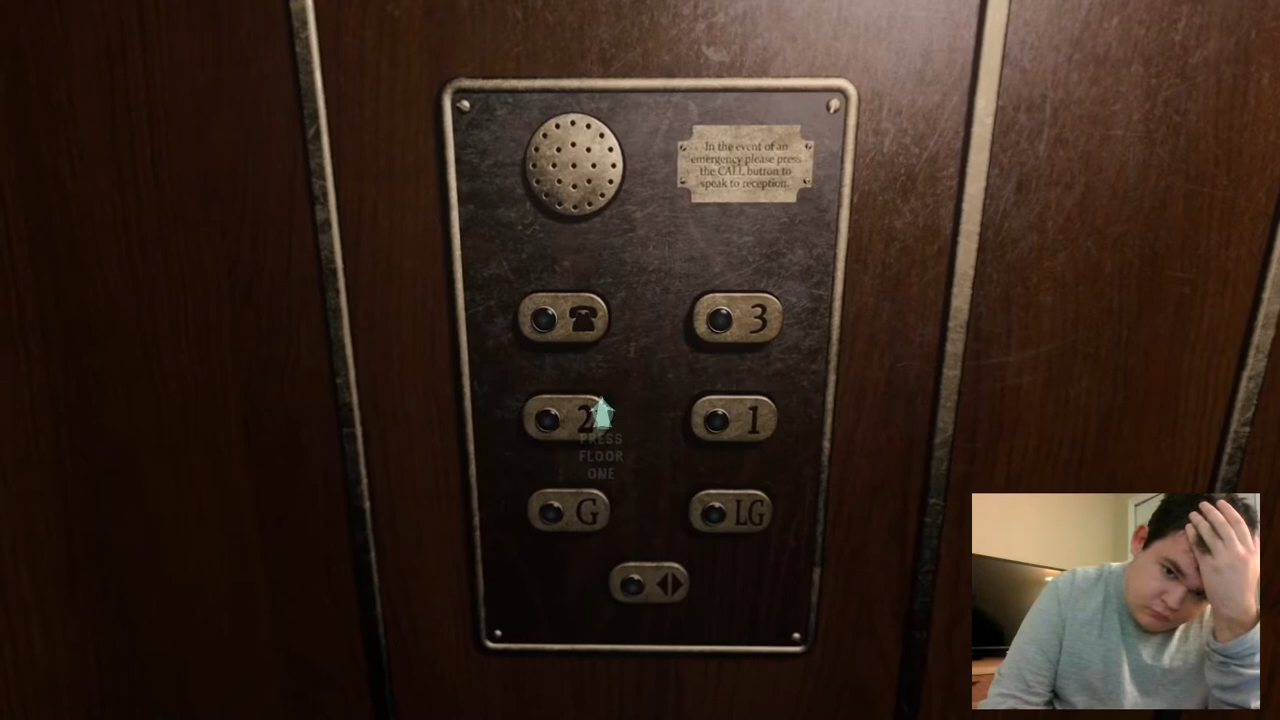 In the event of an
emergency please press
the CALL button to
speak to reception.
3
2
1
PRESS
FLOOR
ONE
G
LG